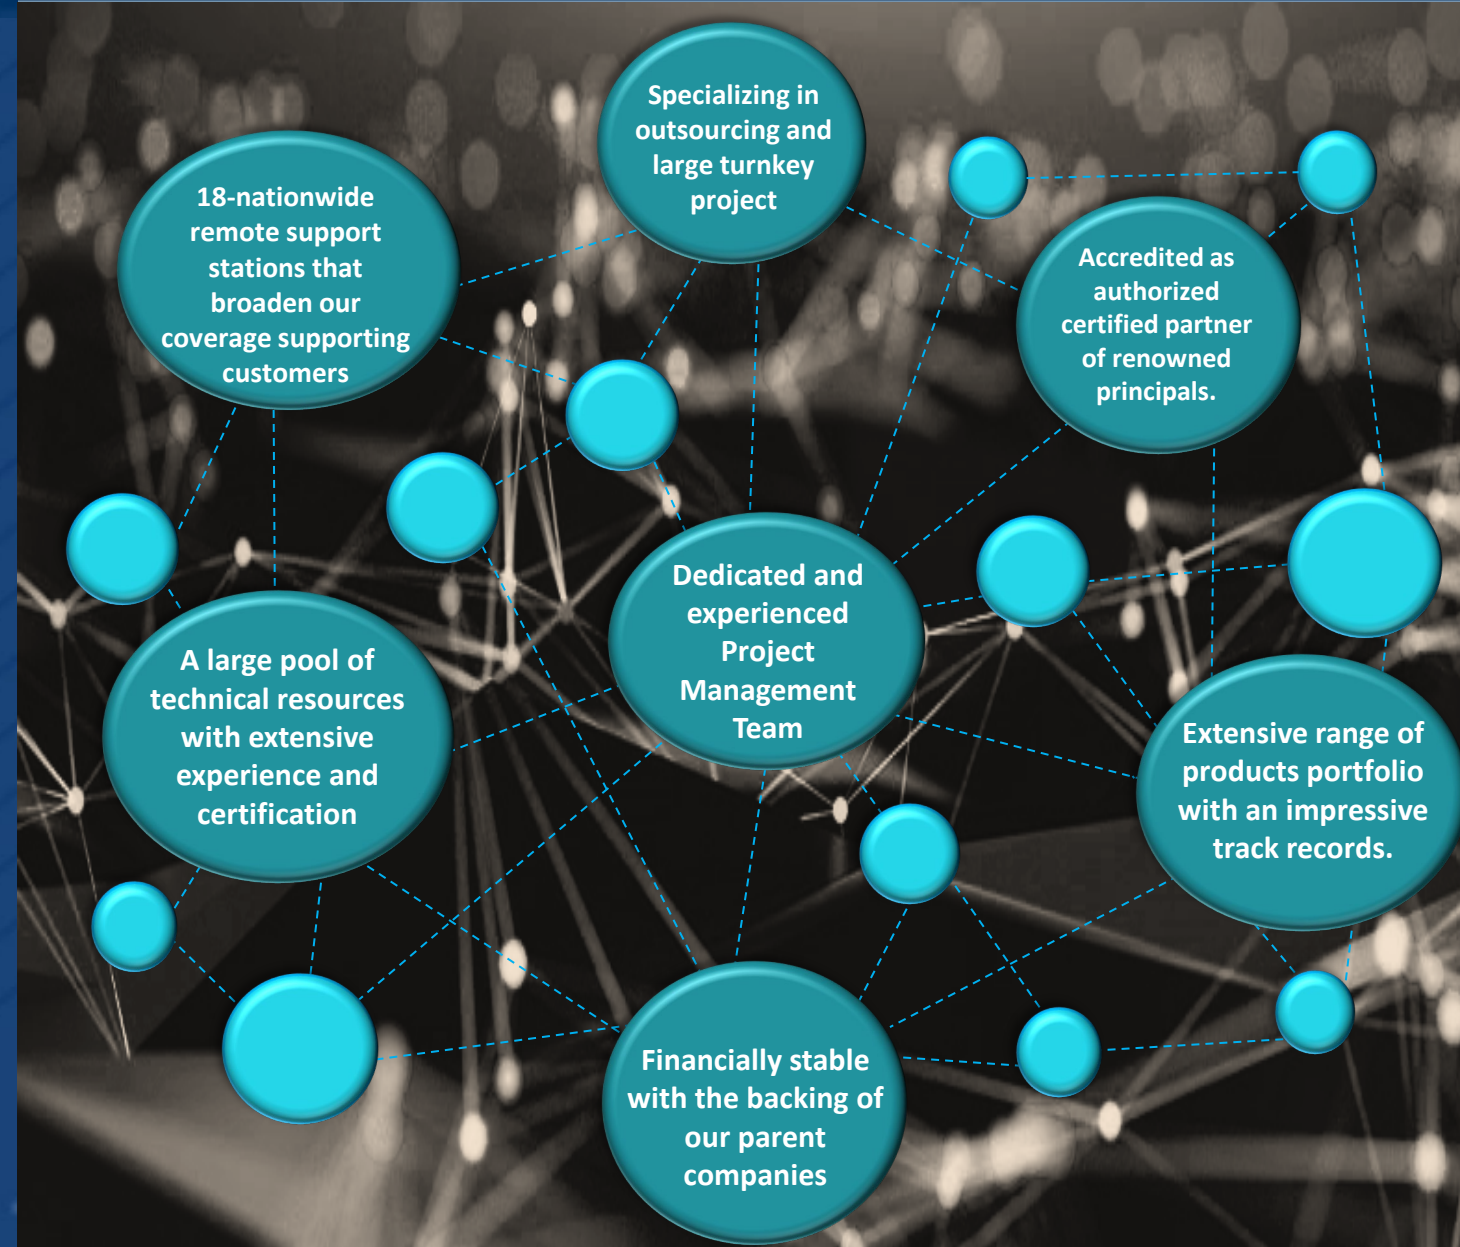 Specializing in
outsourcing and
large turnkey
project
18-nationwide
remote support
stations that
broaden our
coverage supporting
customers
Accredited as
authorized
certified partner
of renowned
principals.
Dedicated and
experienced
Project
Management
Team
A large pool of
technical resources
with extensive
experience and
certification
Extensive range of
products portfolio
with an impressive
track records.
Financially stable
with the backing of
our parent
companies